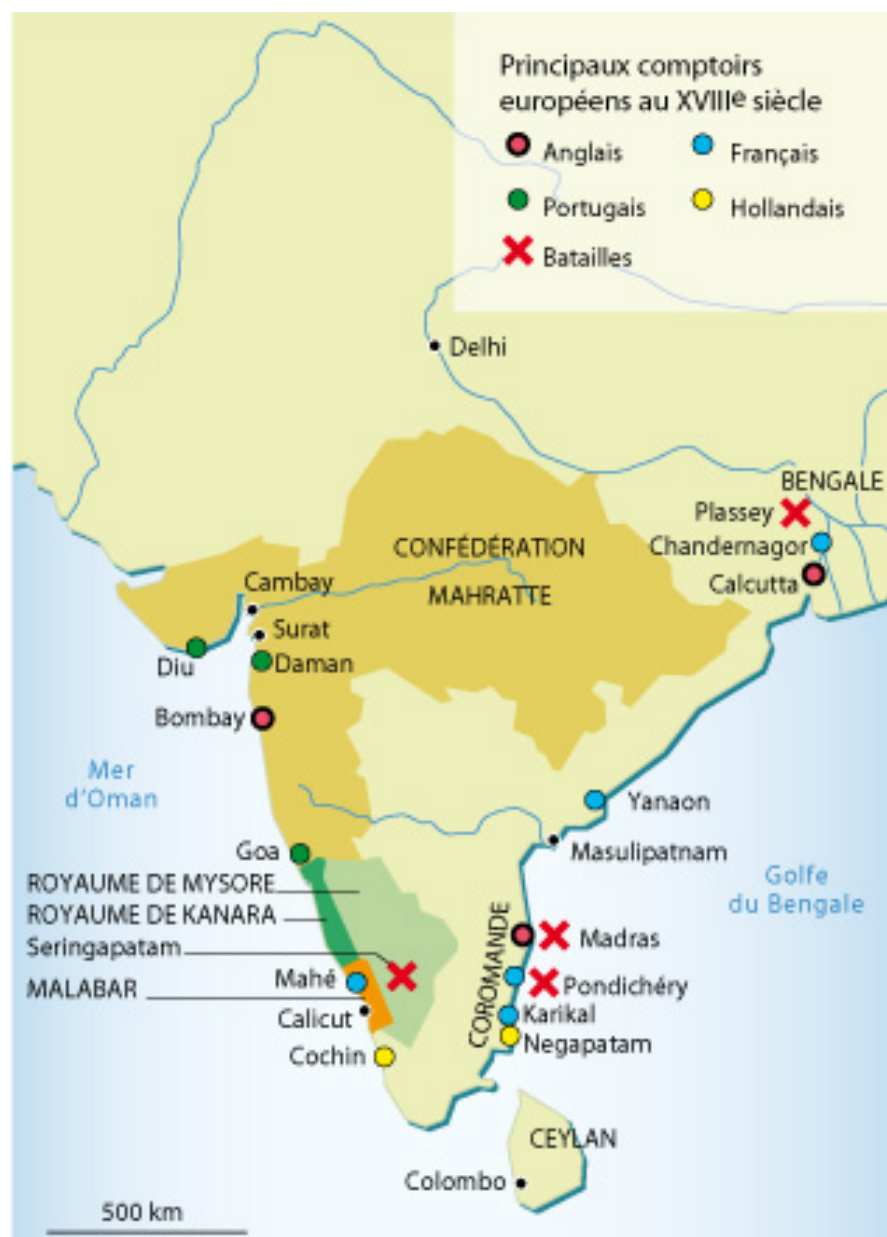 Principaux comptoirs
européens au XVIIIe siècle
Anglais
Français
Portugais
Hollandais
Batailles
Delhi
BENGALE
Plassey
Chandernagor
Calcutta
CONFÉDÉRATION
MAHRATTE
Cambay
Surat
Diu
Daman
Bombay
Mer
d'Oman
Yanaon
Masulipatnam
Goa
Golfe
du Bengale
ROYAUME DE MYSORE
ROYAUME DE KANARA
Seringapatam
MALABAR
Mahé
Calicut
Cochin
COROMANDE
Madras
Pondichéry
Karikal
Negapatam
CEYLAN
Colombo
500 km